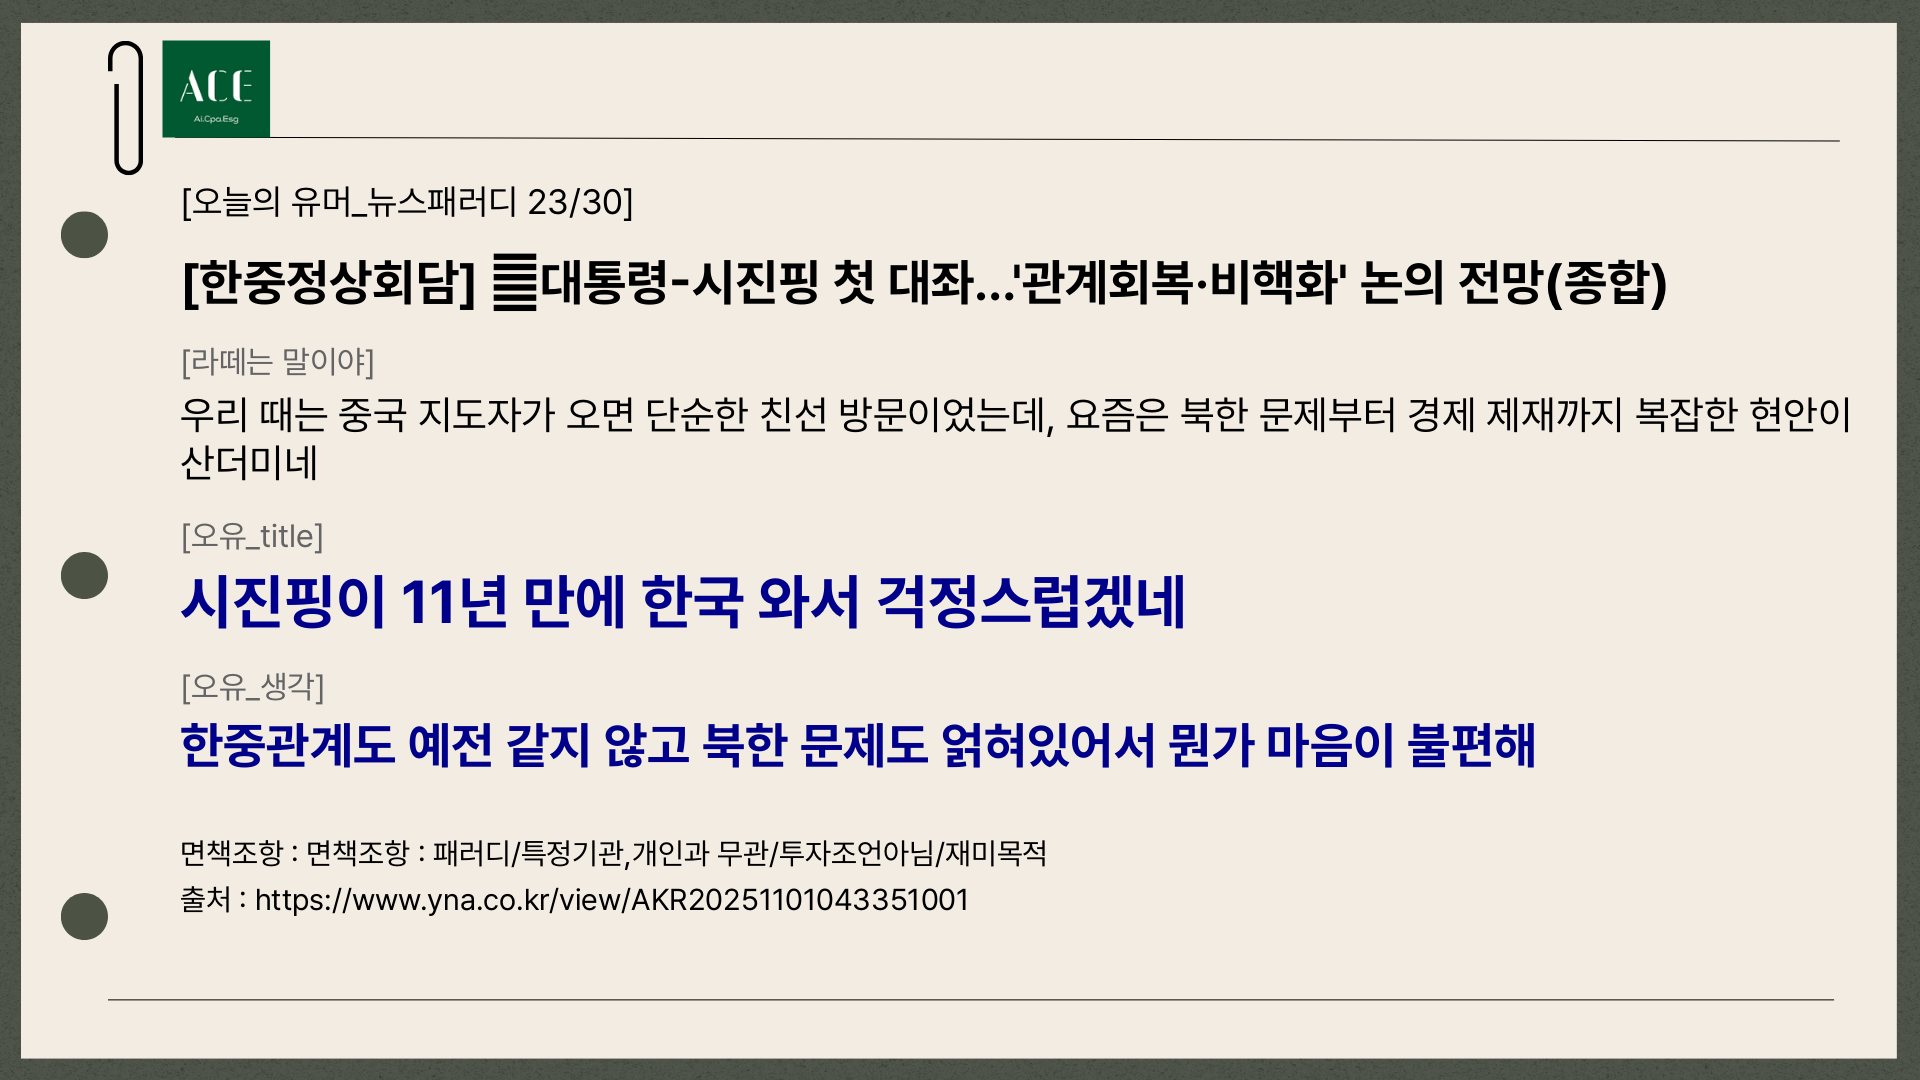 ACE
Ai.Cpa.Esg
[오늘의 유머_뉴스패러디 23/30]
[한중정상회담] 대통령-시진핑 첫 대좌...'관계회복·비핵화' 논의 전망(종합)
[라떼는 말이야]
우리 때는 중국 지도자가 오면 단순한 친선 방문이었는데, 요즘은 북한 문제부터 경제 제재까지 복잡한 현안이
산더미네
[오유_title]
시진핑이 11년 만에 한국 와서 걱정스럽겠네
[오유_생각]
한중관계도 예전 같지 않고 북한 문제도 얽혀있어서 뭔가 마음이 불편해
면책조항 : 면책조항 : 패러디/특정기관,개인과 무관/투자조언아님/재미목적
출처 : https://www.yna.co.kr/view/AKR20251101043351001